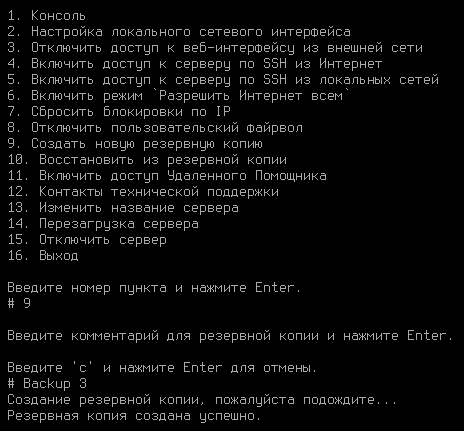 1. Консоль
2. Настройка локального сетевого интерфейса
3. Отключить доступ к веб-интерфейсу из внешней сети
4. Включить доступ к серверу по SSH из Интернет
5. Включить доступ к серверу по SSH из локальных сетей
6. Включить режим `Разрешить Интернет всем`
7. Сбросить блокировки по IP
8. Отключить пользовательский файрвол
9. Создать новую резервную копию
10. Восстановить из резервной копии
11. Включить доступ Удаленного Помощника
12. Контакты технической поддержки
13. Изменить название сервера
14. Перезагрузка сервера
15. Отключить сервер
16. Выход
Введите номер пункта и нажмите Enter.
# 9
Введите комментарий для резервной копии и нажмите Enter.
Введите 'c' и нажмите Enter для отмены.
# Backup 3
Создание резервной копии, пожалуйста подождите...
Резервная копия создана успешно.